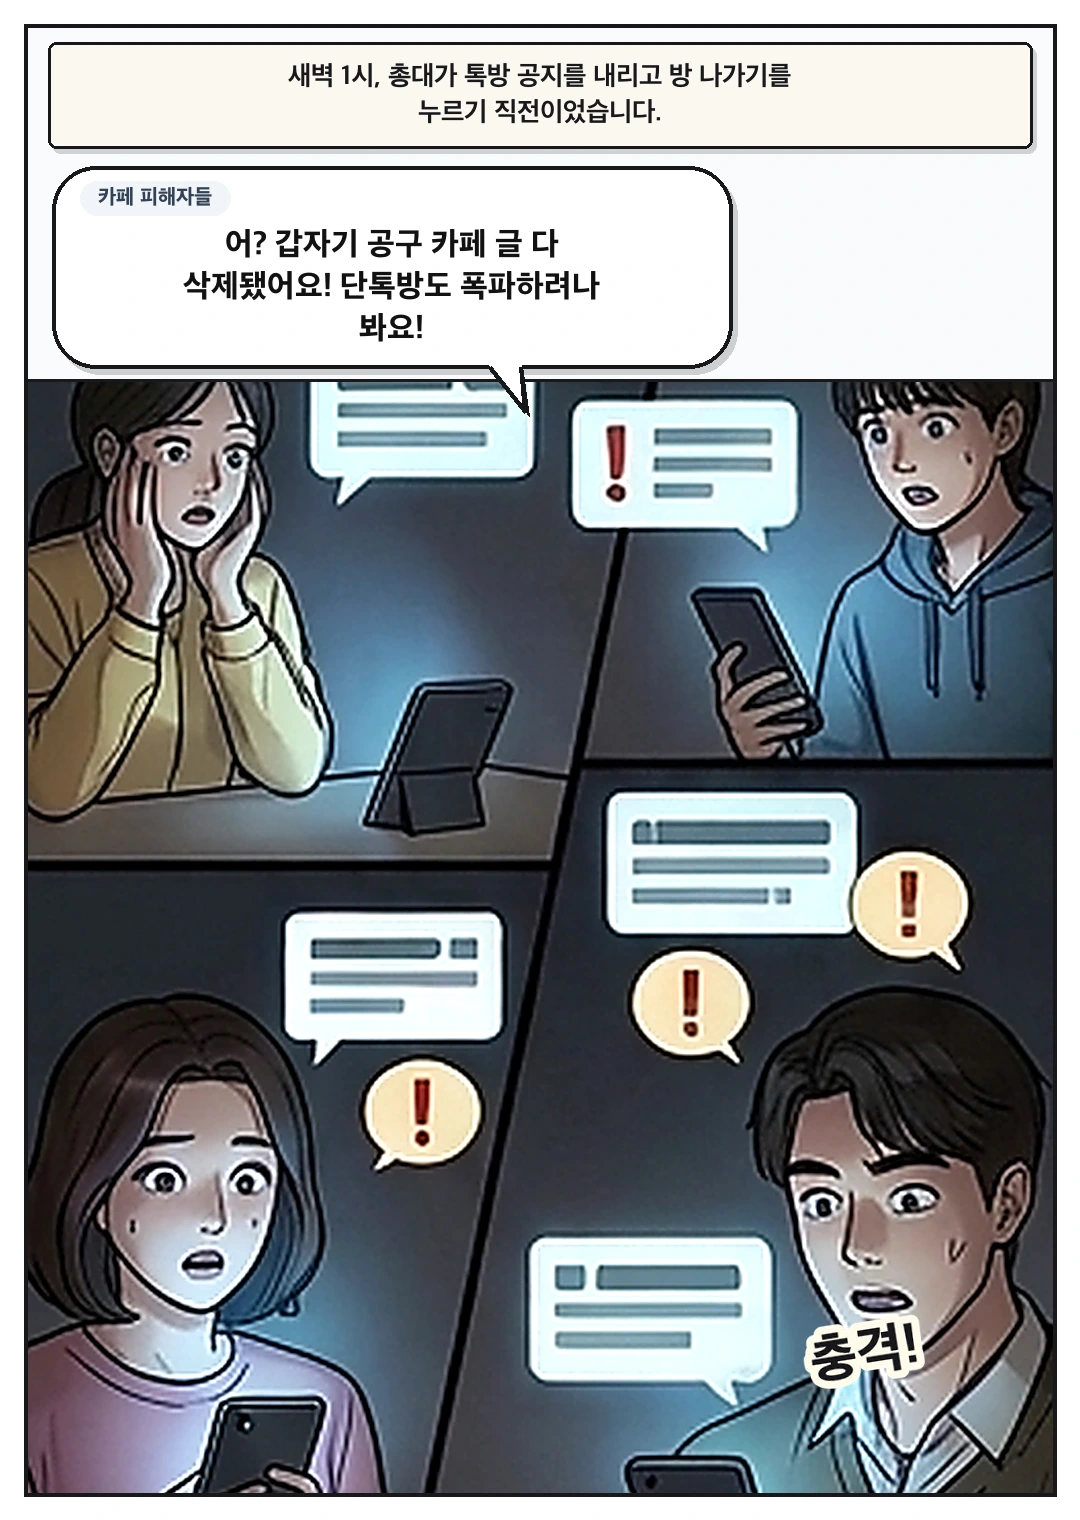 새벽 1시, 총대가 톡방 공지를 내리고 방 나가기를
누르기 직전이었습니다.
카페 피해자들
어? 갑자기 공구 카페 글 다
삭제됐어요! 단톡방도 폭파하려나
봐요!
!
!
!
!
충격!